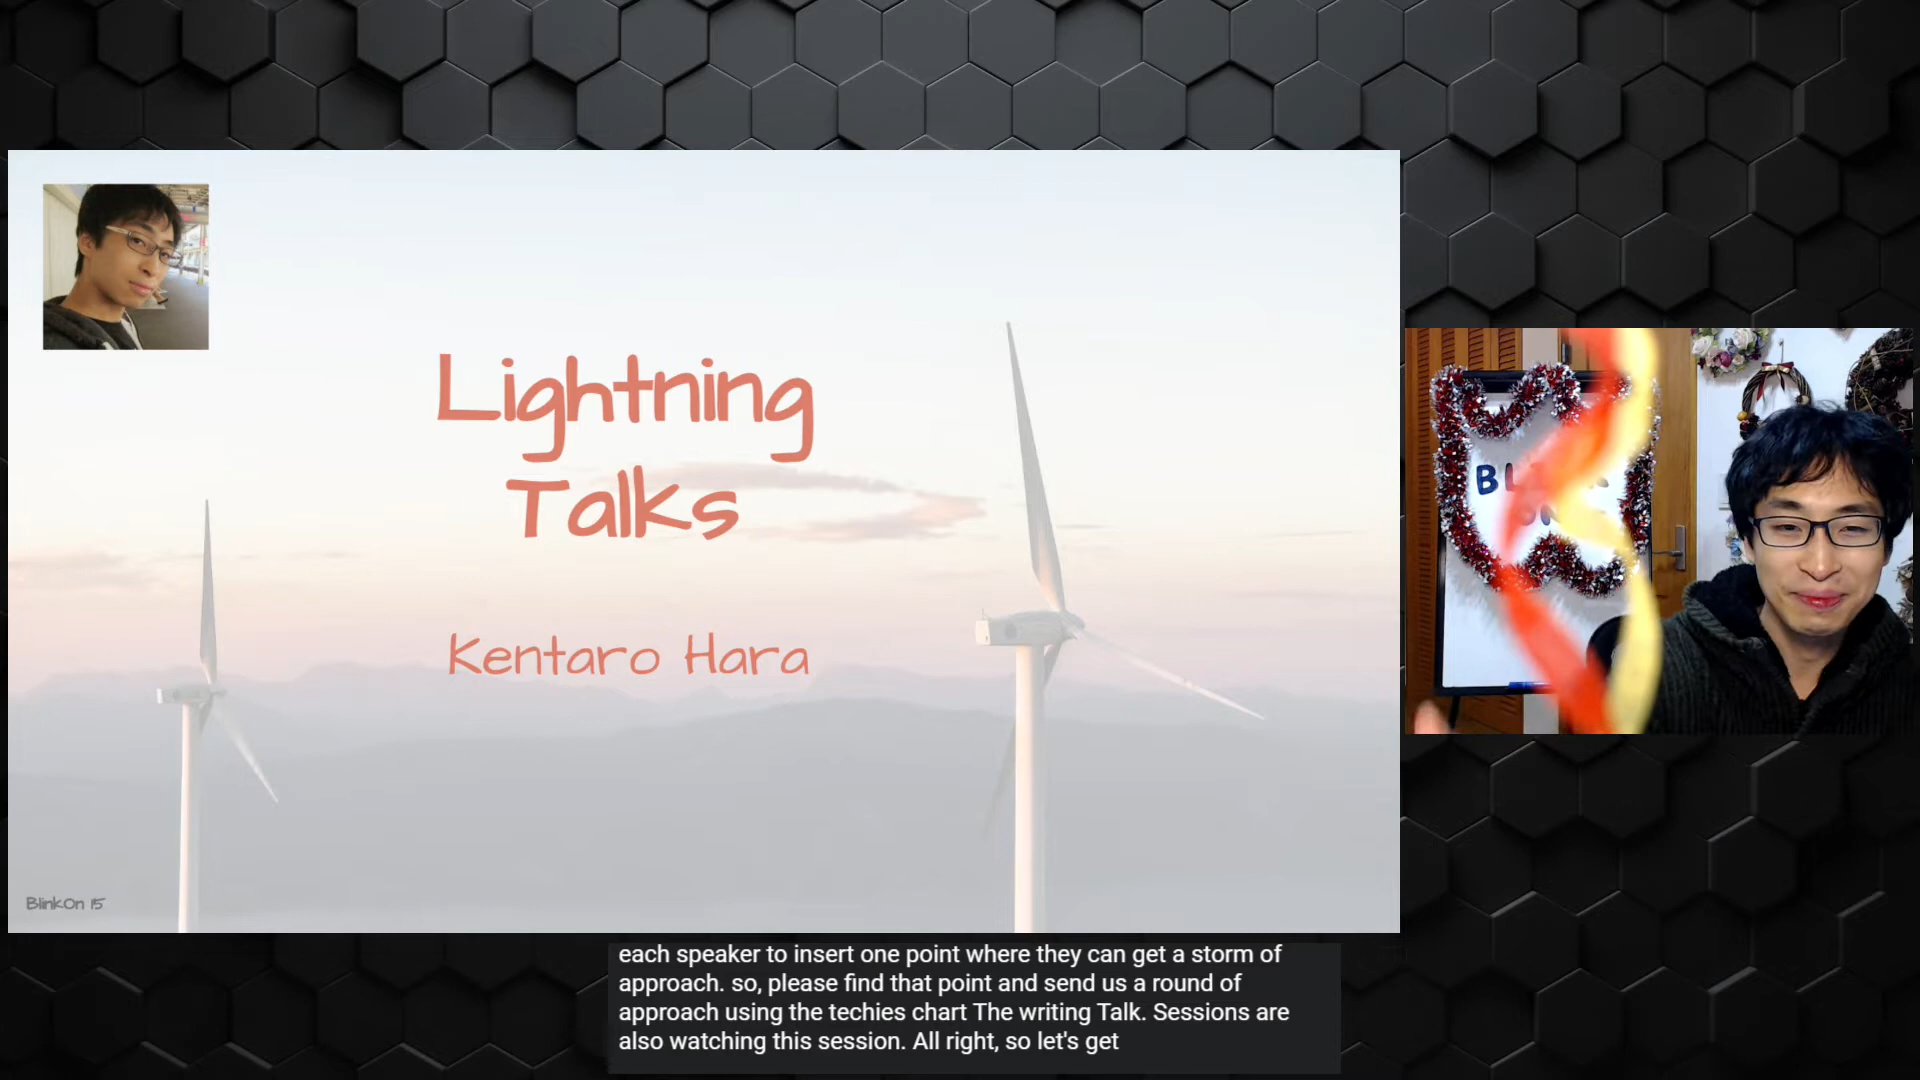 Lightning
Talks
Kentaro Hara
BlinkOn 15
each speaker to insert one point where they can get a storm of
approach. so, please find that point and send us a round of
approach using the techies chart The writing Talk. Sessions are
also watching this session. All right, so let's get